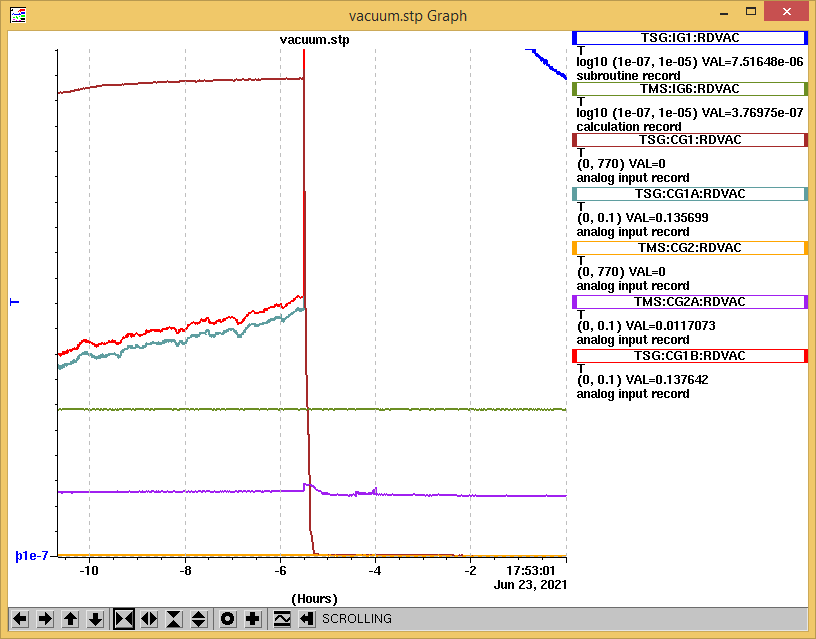 vacuum.stp Graph
vacuum.stp
T
1e-7
-10 -8 -6 -4 -2 17:53:01
Jun 23, 2021
(Hours)
TSG:IG1:RDVAC
T
log10 (1e-07, 1e-05) VAL=7.51648e-06
subroutine record
TMS:IG6:RDVAC
T
log10 (1e-07, 1e-05) VAL=3.76975e-07
calculation record
TSG:CG1:RDVAC
T
(0, 770) VAL=0
analog input record
TSG:CG1A:RDVAC
T
(0, 0.1) VAL=0.135699
analog input record
TMS:CG2:RDVAC
T
(0, 770) VAL=0
analog input record
TMS:CG2A:RDVAC
T
(0, 0.1) VAL=0.0117073
analog input record
TSG:CG1B:RDVAC
T
(0, 0.1) VAL=0.137642
analog input record
SCROLLING